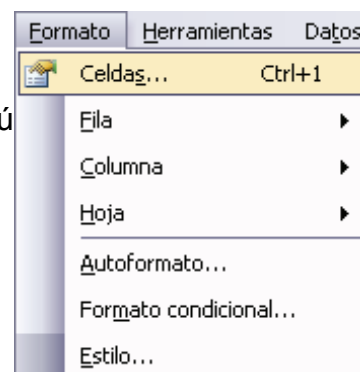 Formato Herramientas Datos
Celdas... Ctrl+1
ú
Fila
Columna
Hoja
Autoformato...
Formato condicional...
Estilo...